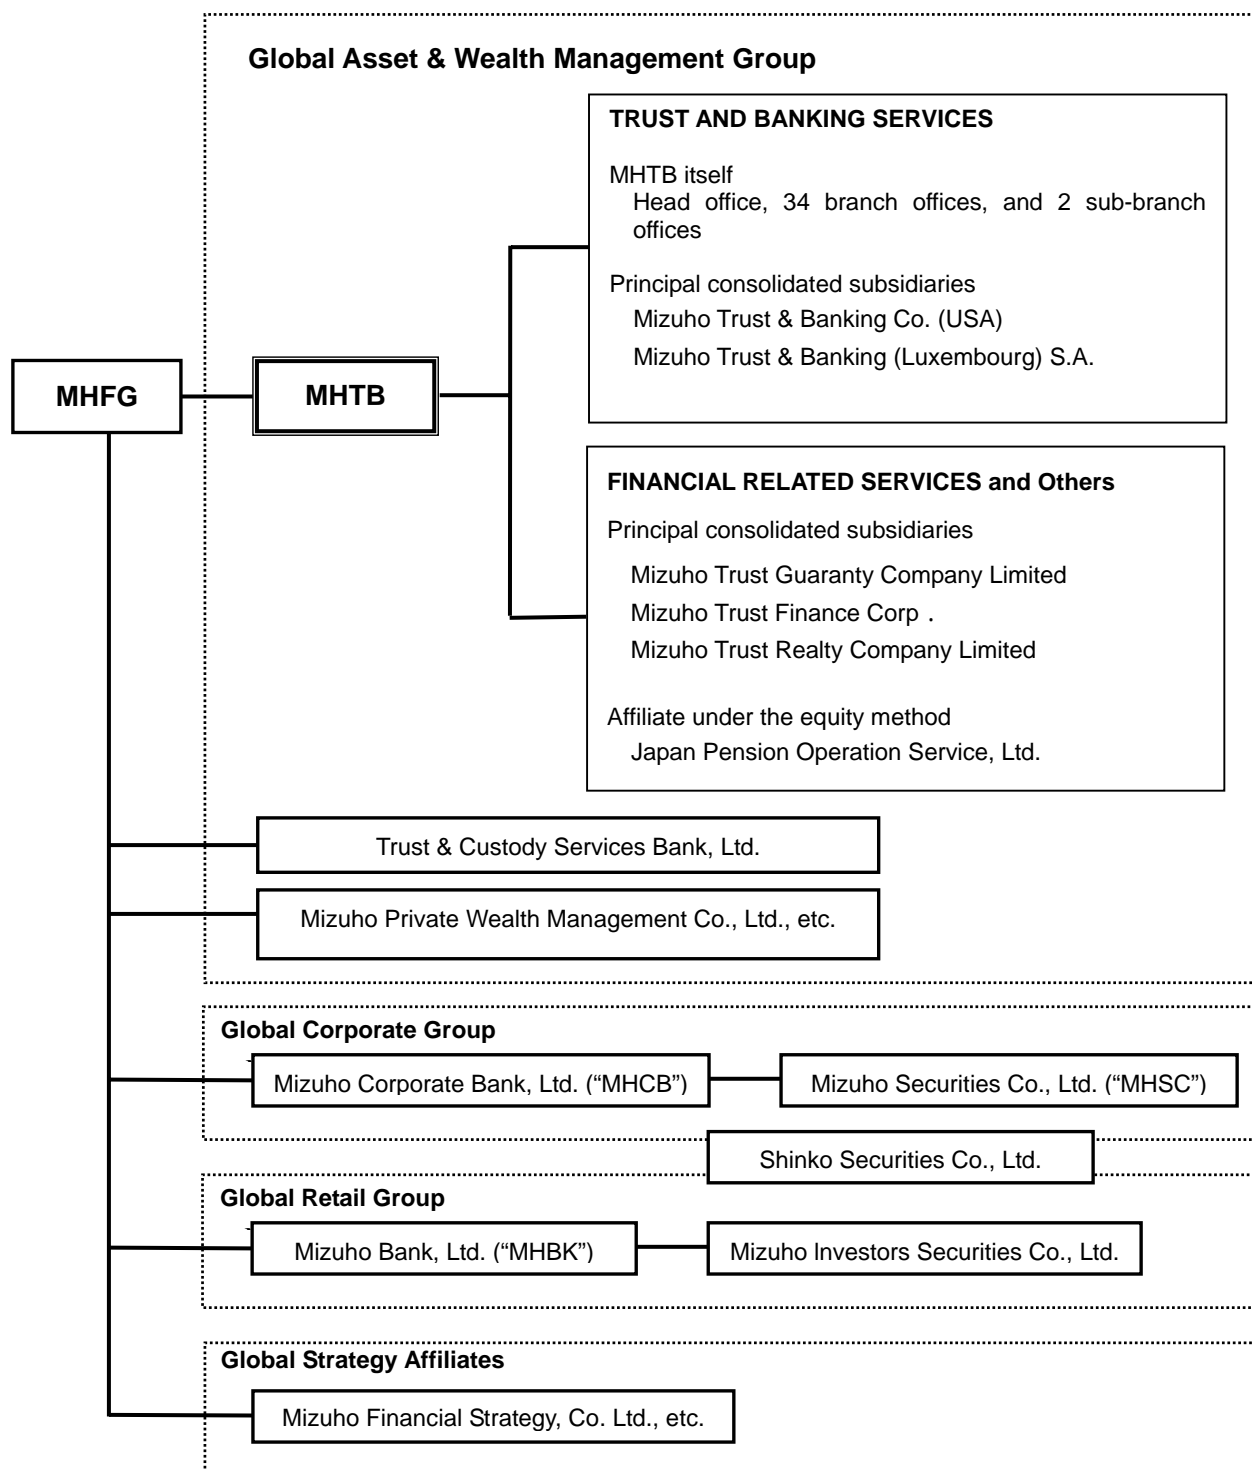 Global Asset & Wealth Management Group
TRUST AND BANKING SERVICES
MHTB itself
Head office, 34 branch offices, and 2 sub-branch
offices
Principal consolidated subsidiaries
Mizuho Trust & Banking Co. (USA)
Mizuho Trust & Banking (Luxembourg) S.A.
MHFG
MHTB
FINANCIAL RELATED SERVICES and Others
Principal consolidated subsidiaries
Mizuho Trust Guaranty Company Limited
Mizuho Trust Finance Corp .
Mizuho Trust Realty Company Limited
Affiliate under the equity method
Japan Pension Operation Service, Ltd.
Trust & Custody Services Bank, Ltd.
Mizuho Private Wealth Management Co., Ltd., etc.
Global Corporate Group
Mizuho Corporate Bank, Ltd. (“MHCB”)
Mizuho Securities Co., Ltd. (“MHSC”)
Shinko Securities Co., Ltd.
Global Retail Group
Mizuho Bank, Ltd. (“MHBK”)
Mizuho Investors Securities Co., Ltd.
Global Strategy Affiliates
Mizuho Financial Strategy, Co. Ltd., etc.